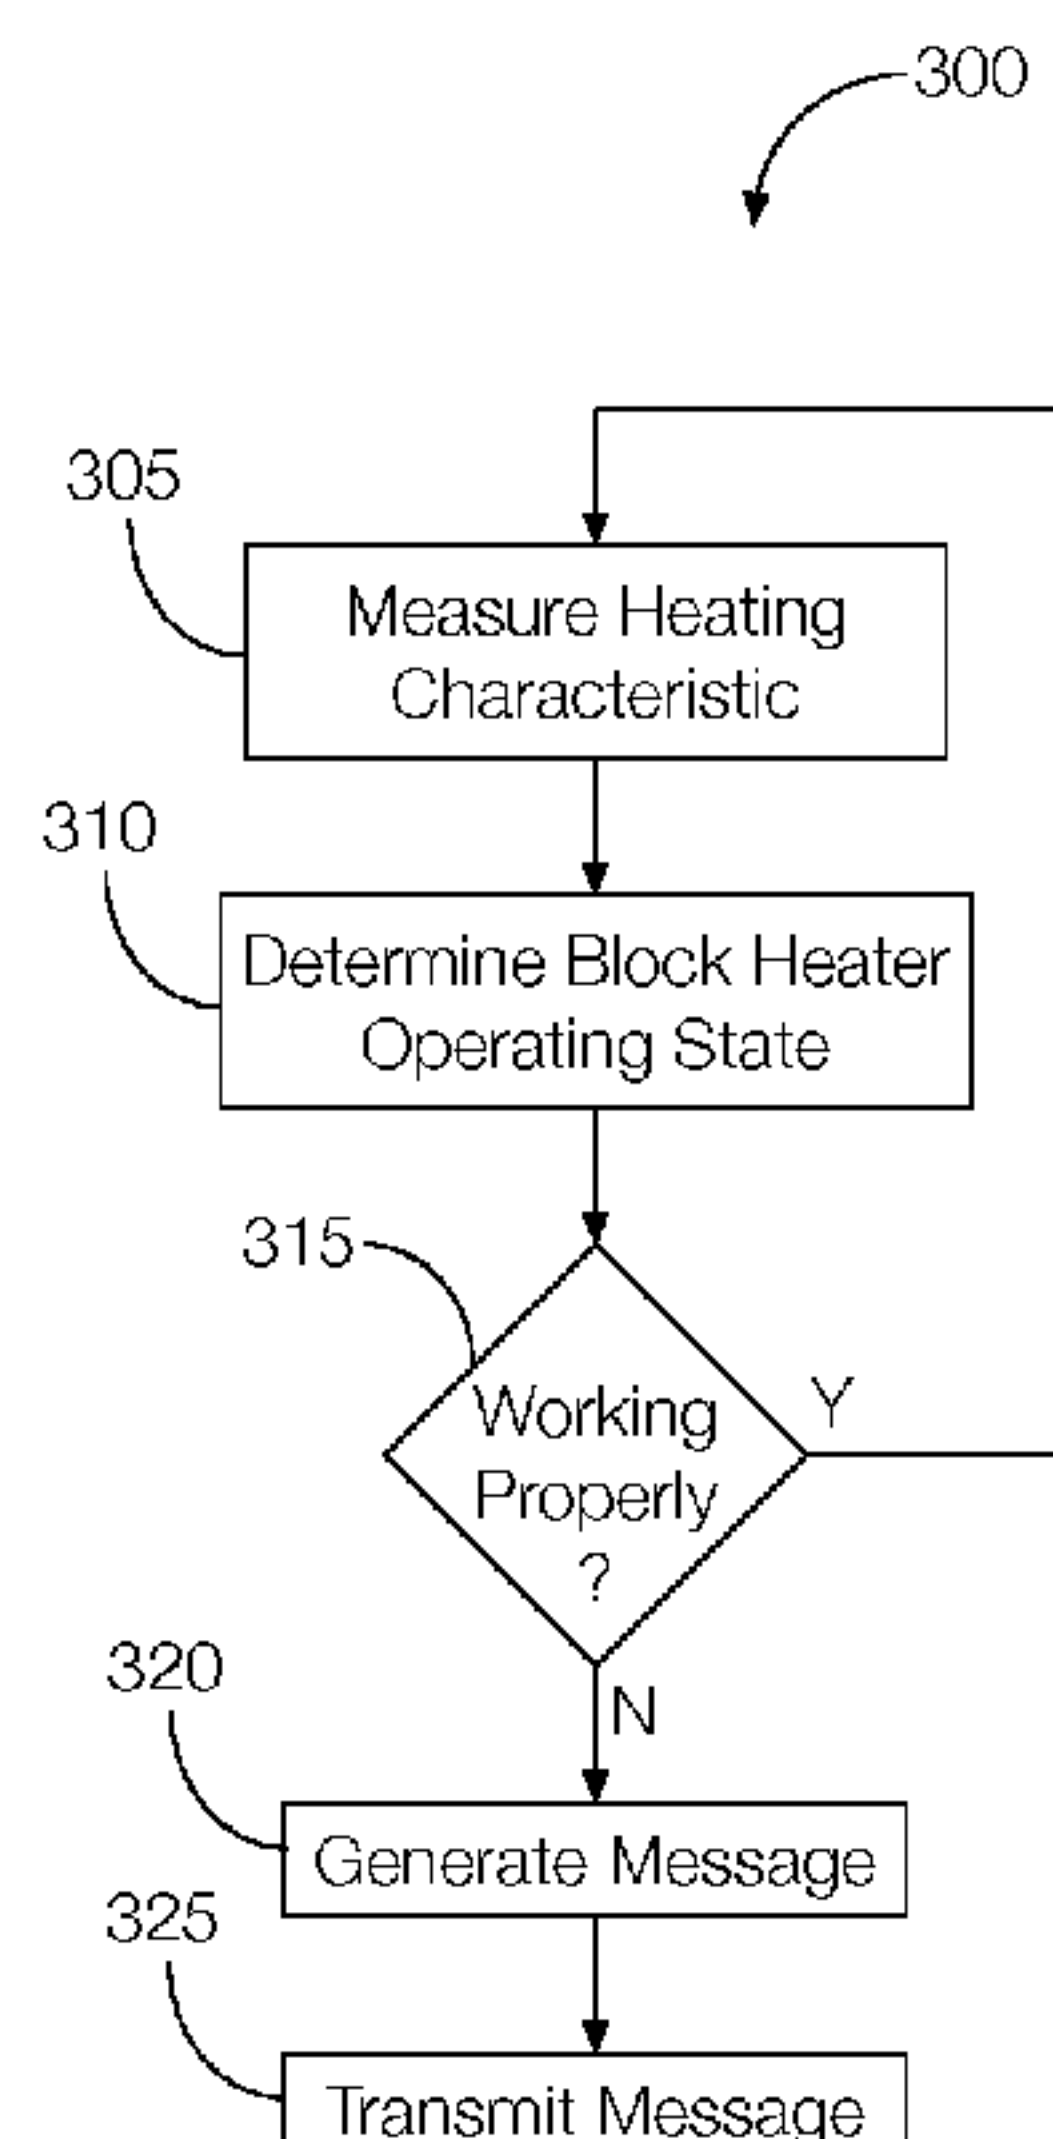 300
305
Measure Heating
Characteristic
310
Determine Block Heater
Operating State
315
Working
Properly
?
Y
N
320
Generate Message
325
Transmit Message